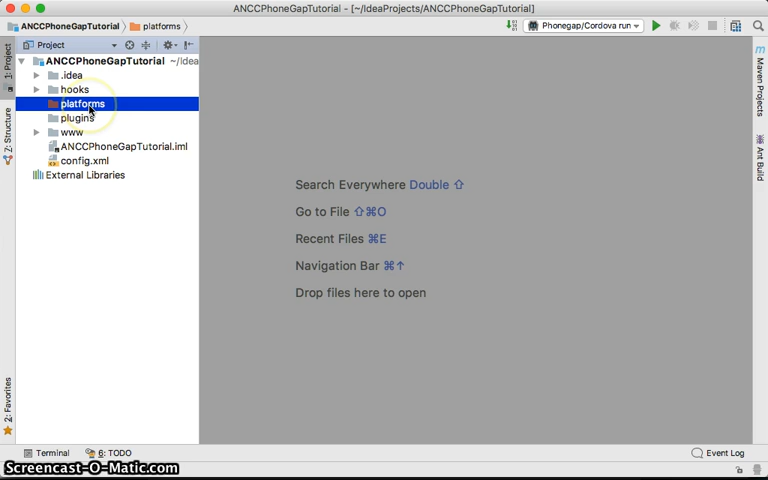 ANCCPhoneGapTutorial - [~/IdeaProjects/ANCCPhoneGapTutorial]
ANCCPhoneGapTutorial
platforms
Phonegap/Cordova run
Project
1: Project
Z: Structure
2: Favorites
ANCCPhoneGapTutorial ~/Idea
.idea
hooks
platforms
plugins
www
ANCCPhoneGapTutorial.iml
config.xml
External Libraries
Search Everywhere Double ⇧
Go to File ⇧⌘O
Recent Files ⌘E
Navigation Bar ⌘↑
Drop files here to open
Maven Projects
Ant Build
Terminal
6: TODO
Event Log
Screencast-O-Matic.com